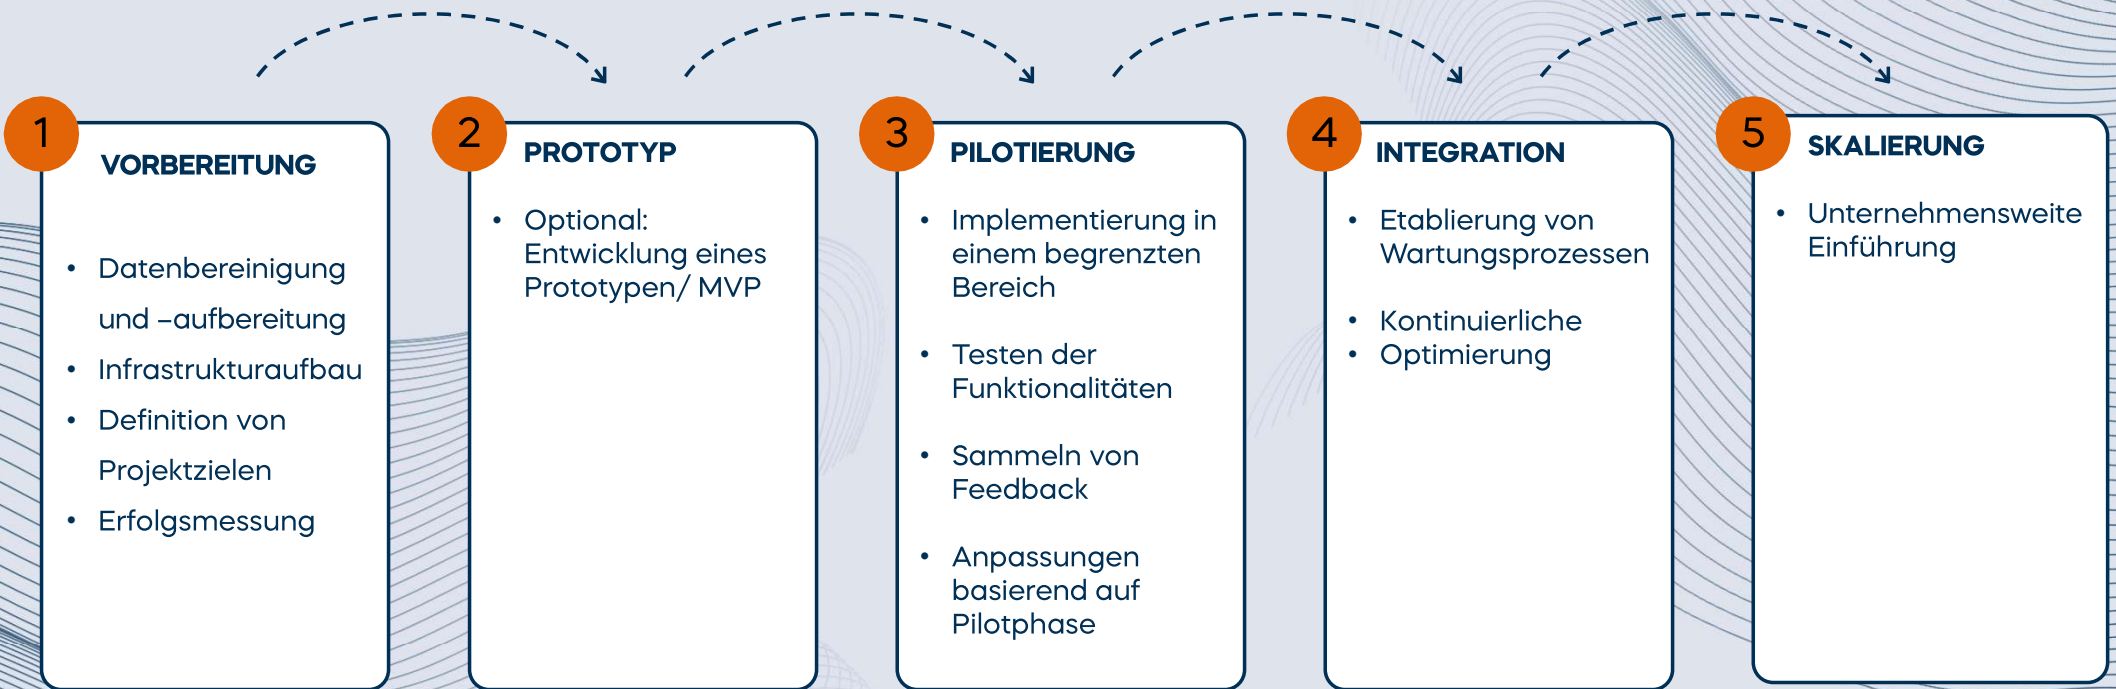 1
VORBEREITUNG
• Datenbereinigung
und –aufbereitung
• Infrastrukturaufbau
• Definition von
Projektzielen
• Erfolgsmessung
2
PROTOTYP
• Optional:
Entwicklung eines
Prototypen/ MVP
3
PILOTIERUNG
• Implementierung in
einem begrenzten
Bereich
• Testen der
Funktionalitäten
• Sammeln von
Feedback
• Anpassungen
basierend auf
Pilotphase
4
INTEGRATION
• Etablierung von
Wartungsprozessen
• Kontinuierliche
• Optimierung
5
SKALIERUNG
• Unternehmensweite
Einführung